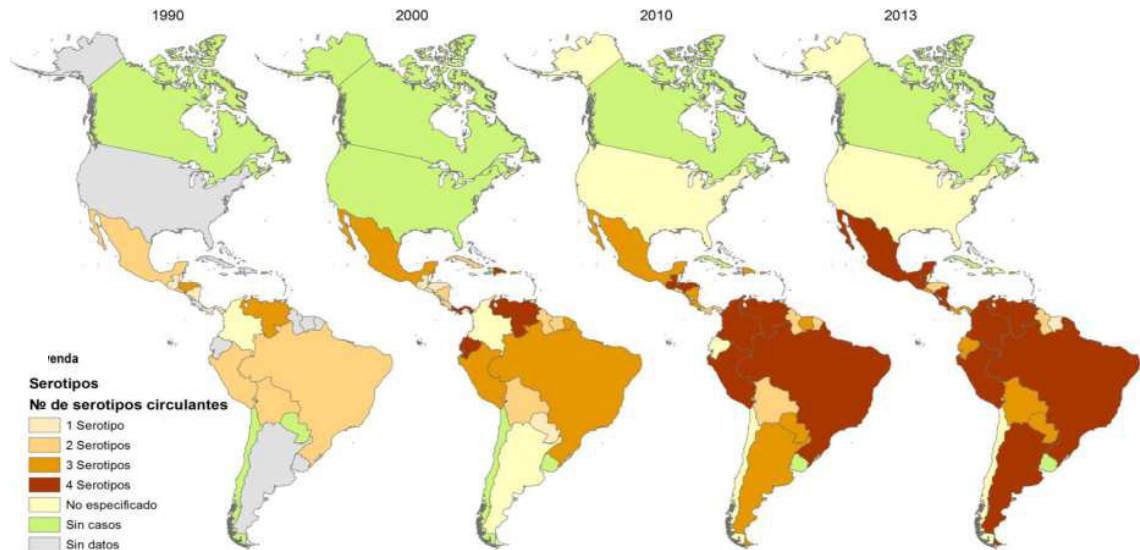 1990 2000 2010 2013
venda
Serotipos
№ de serotipos circulantes
1 Serotipo
2 Serotipos
3 Serotipos
4 Serotipos
No especificado
Sin casos
Sin datos